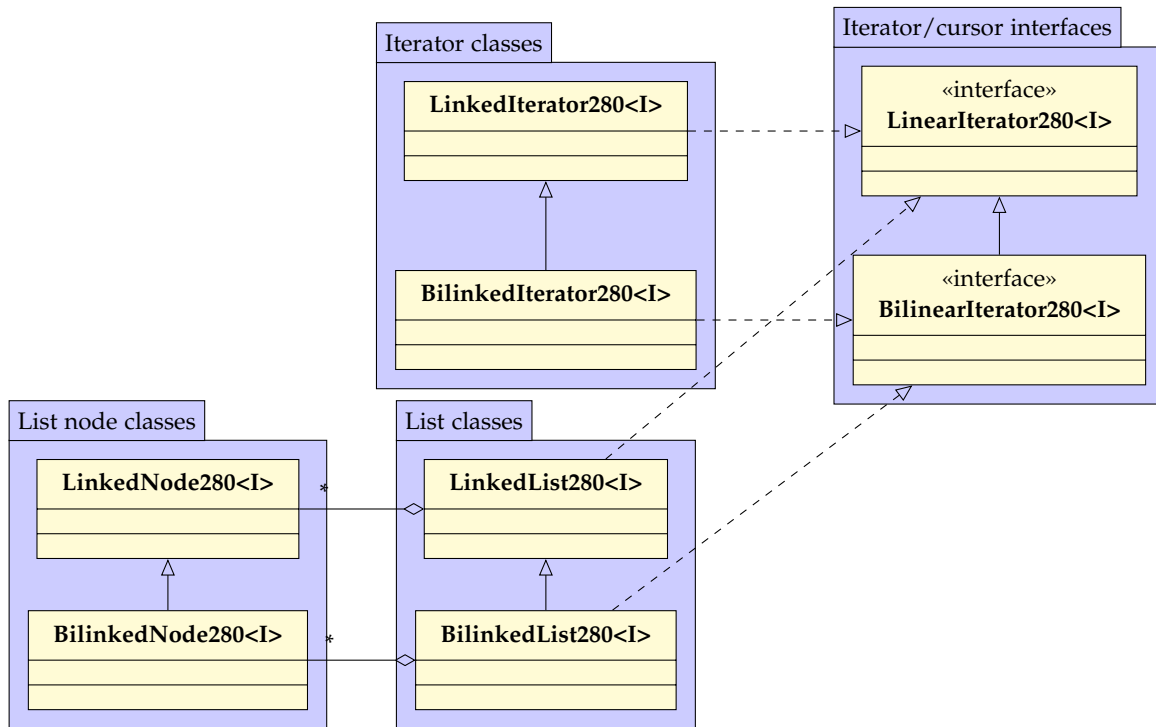 Iterator classes
LinkedIterator280<I>
BilinkedIterator280<I>
Iterator/cursor interfaces
«interface»
LinearIterator280<I>
«interface»
BilinearIterator280<I>
List node classes
LinkedNode280<I>
*
BilinkedNode280<I>
*
List classes
LinkedList280<I>
BilinkedList280<I>